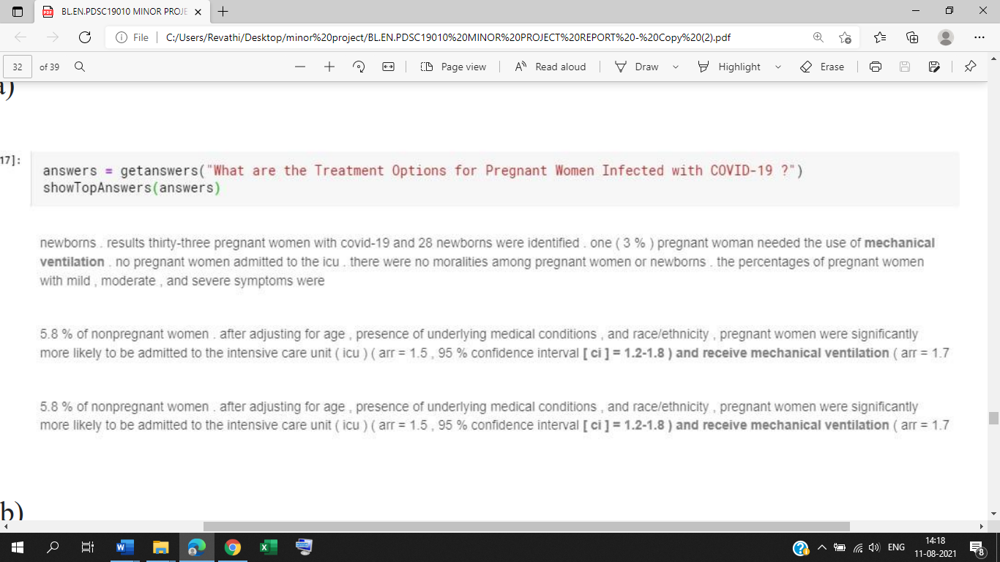 BL.EN.PDSC19010 MINOR PROJE
File
C:/Users/Revathi/Desktop/minor%20project/BL.EN.PDSC19010%20MINOR%20PROJECT%20REPORT%20-%20Copy%20(2).pdf
32 of 39 Page view Read aloud Draw Highlight Erase
a)
17]:
answers = getanswers("What are the Treatment Options for Pregnant Women Infected with COVID-19 ?")
showTopAnswers(answers)
newborns . results thirty-three pregnant women with covid-19 and 28 newborns were identified . one ( 3 % ) pregnant woman needed the use of mechanical
ventilation . no pregnant women admitted to the icu . there were no moralities among pregnant women or newborns . the percentages of pregnant women
with mild , moderate , and severe symptoms were
5.8 % of nonpregnant women . after adjusting for age , presence of underlying medical conditions , and race/ethnicity , pregnant women were significantly
more likely to be admitted to the intensive care unit ( icu ) ( arr = 1.5 , 95 % confidence interval [ ci ] = 1.2-1.8 ) and receive mechanical ventilation ( arr = 1.7
5.8 % of nonpregnant women . after adjusting for age , presence of underlying medical conditions , and race/ethnicity , pregnant women were significantly
more likely to be admitted to the intensive care unit ( icu ) ( arr = 1.5 , 95 % confidence interval [ ci ] = 1.2-1.8 ) and receive mechanical ventilation ( arr = 1.7
b)
ENG
14:18
11-08-2021
8